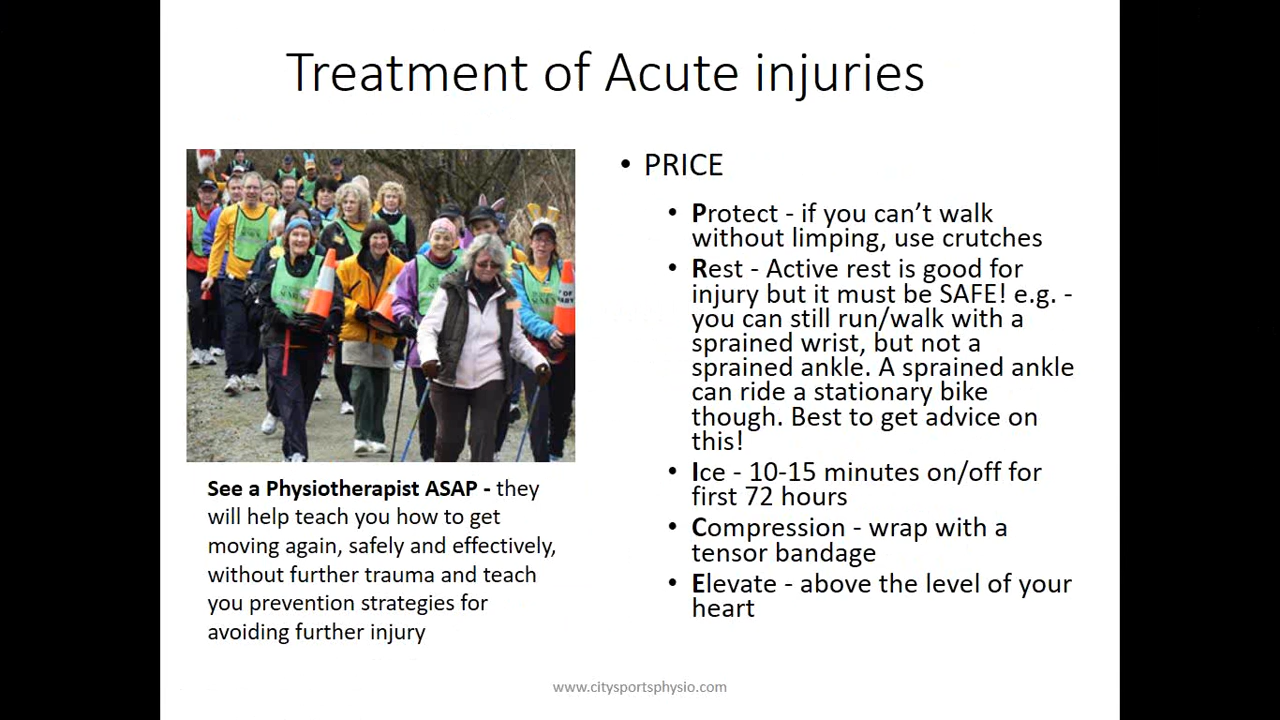 Treatment of Acute injuries
See a Physiotherapist ASAP - they
will help teach you how to get
moving again, safely and effectively,
without further trauma and teach
you prevention strategies for
avoiding further injury
• PRICE
• Protect - if you can’t walk
without limping, use crutches
• Rest - Active rest is good for
injury but it must be SAFE! e.g. -
you can still run/walk with a
sprained wrist, but not a
sprained ankle. A sprained ankle
can ride a stationary bike
though. Best to get advice on
this!
• Ice - 10-15 minutes on/off for
first 72 hours
• Compression - wrap with a
tensor bandage
• Elevate - above the level of your
heart
www.citysportsphysio.com